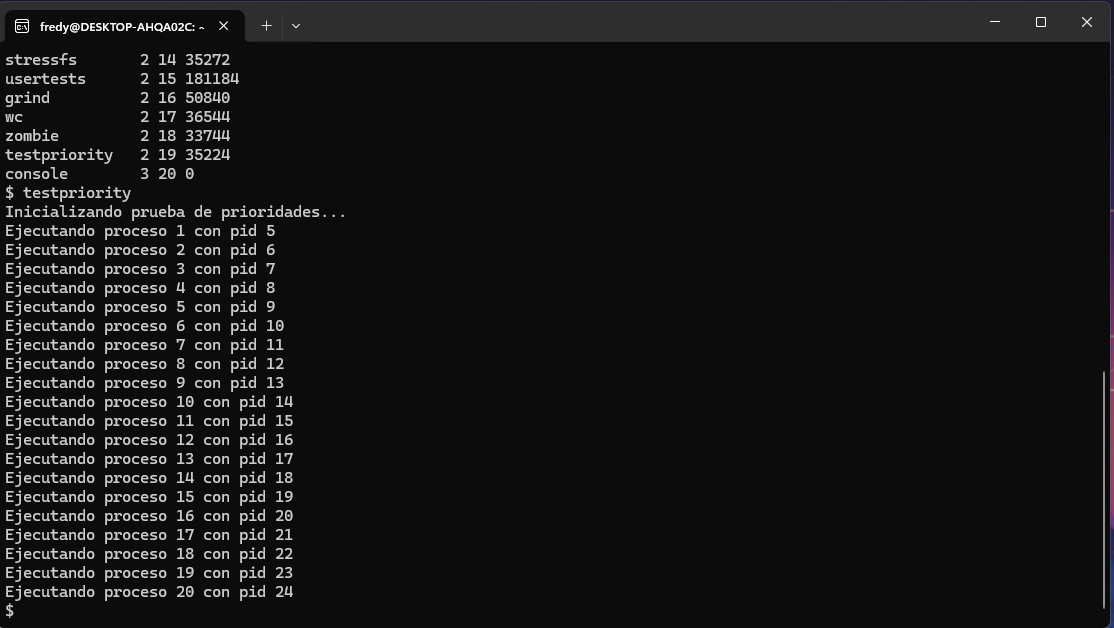 fredy@DESKTOP-AHQA02C: ~
stressfs       2 14 35272
usertests      2 15 181184
grind          2 16 50840
wc             2 17 36544
zombie         2 18 33744
testpriority   2 19 35224
console        3 20 0
$ testpriority
Inicializando prueba de prioridades...
Ejecutando proceso 1 con pid 5
Ejecutando proceso 2 con pid 6
Ejecutando proceso 3 con pid 7
Ejecutando proceso 4 con pid 8
Ejecutando proceso 5 con pid 9
Ejecutando proceso 6 con pid 10
Ejecutando proceso 7 con pid 11
Ejecutando proceso 8 con pid 12
Ejecutando proceso 9 con pid 13
Ejecutando proceso 10 con pid 14
Ejecutando proceso 11 con pid 15
Ejecutando proceso 12 con pid 16
Ejecutando proceso 13 con pid 17
Ejecutando proceso 14 con pid 18
Ejecutando proceso 15 con pid 19
Ejecutando proceso 16 con pid 20
Ejecutando proceso 17 con pid 21
Ejecutando proceso 18 con pid 22
Ejecutando proceso 19 con pid 23
Ejecutando proceso 20 con pid 24
$